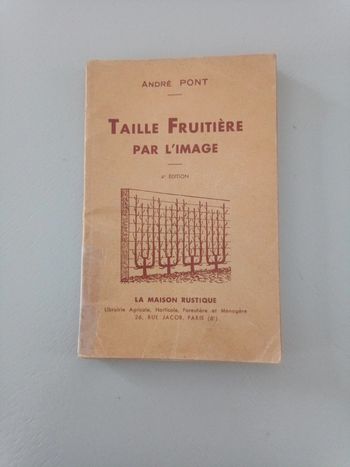 ANDRÉ PONT
TAILLE FRUITIÈRE
PAR L'IMAGE
4e ÉDITION
LA MAISON RUSTIQUE
Librairie Agricole, Horticole, Forestière et Ménagère
26, RUE JACOB, PARIS (6e)